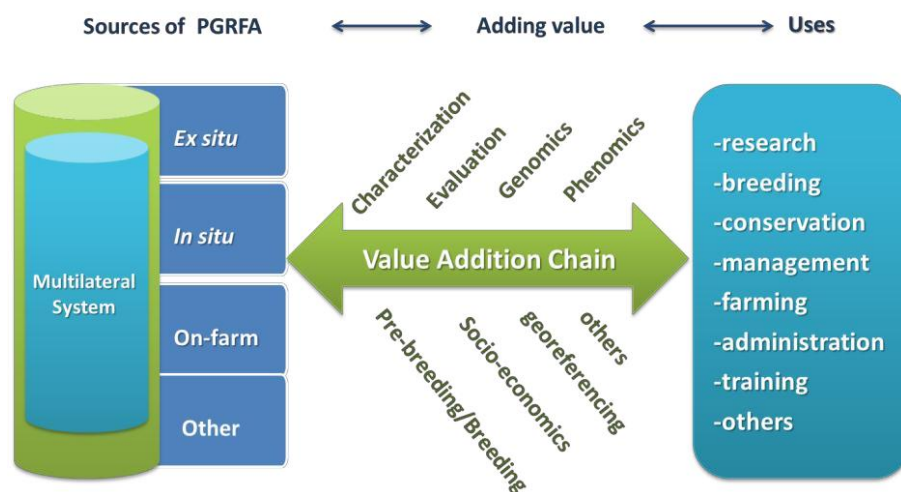 Sources of PGRFA
Adding value
Uses
Multilateral
System
Ex situ
In situ
On-farm
Other
Characterization
Evaluation
Genomics
Phenomics
Value Addition Chain
Pre-breeding/Breeding
Socio-economics
georeferencing
others
-research
-breeding
-conservation
-management
-farming
-administration
-training
-others